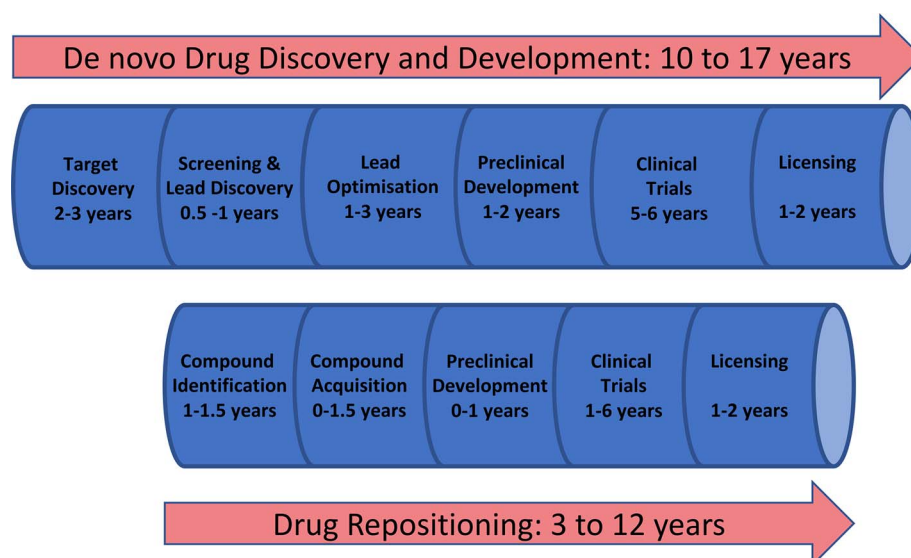 De novo Drug Discovery and Development: 10 to 17 years
Target
Discovery
2-3 years
Screening &
Lead Discovery
0.5 -1 years
Lead
Optimisation
1-3 years
Preclinical
Development
1-2 years
Clinical
Trials
5-6 years
Licensing
1-2 years
Compound
Identification
1-1.5 years
Compound
Acquisition
0-1.5 years
Preclinical
Development
0-1 years
Clinical
Trials
1-6 years
Licensing
1-2 years
Drug Repositioning: 3 to 12 years